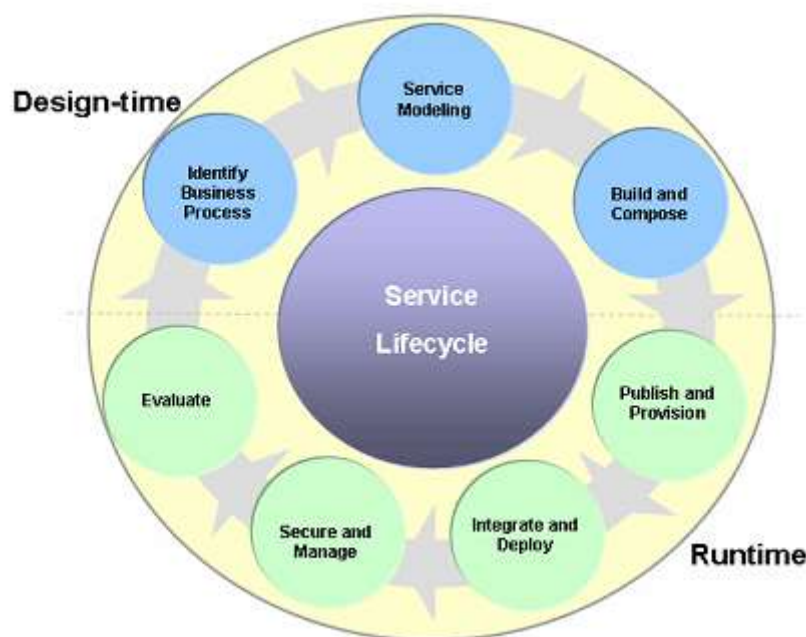 Design-time
Service
Modeling
Identify
Business
Process
Build and
Compose
Service
Lifecycle
Evaluate
Publish and
Provision
Secure and
Manage
Integrate and
Deploy
Runtime